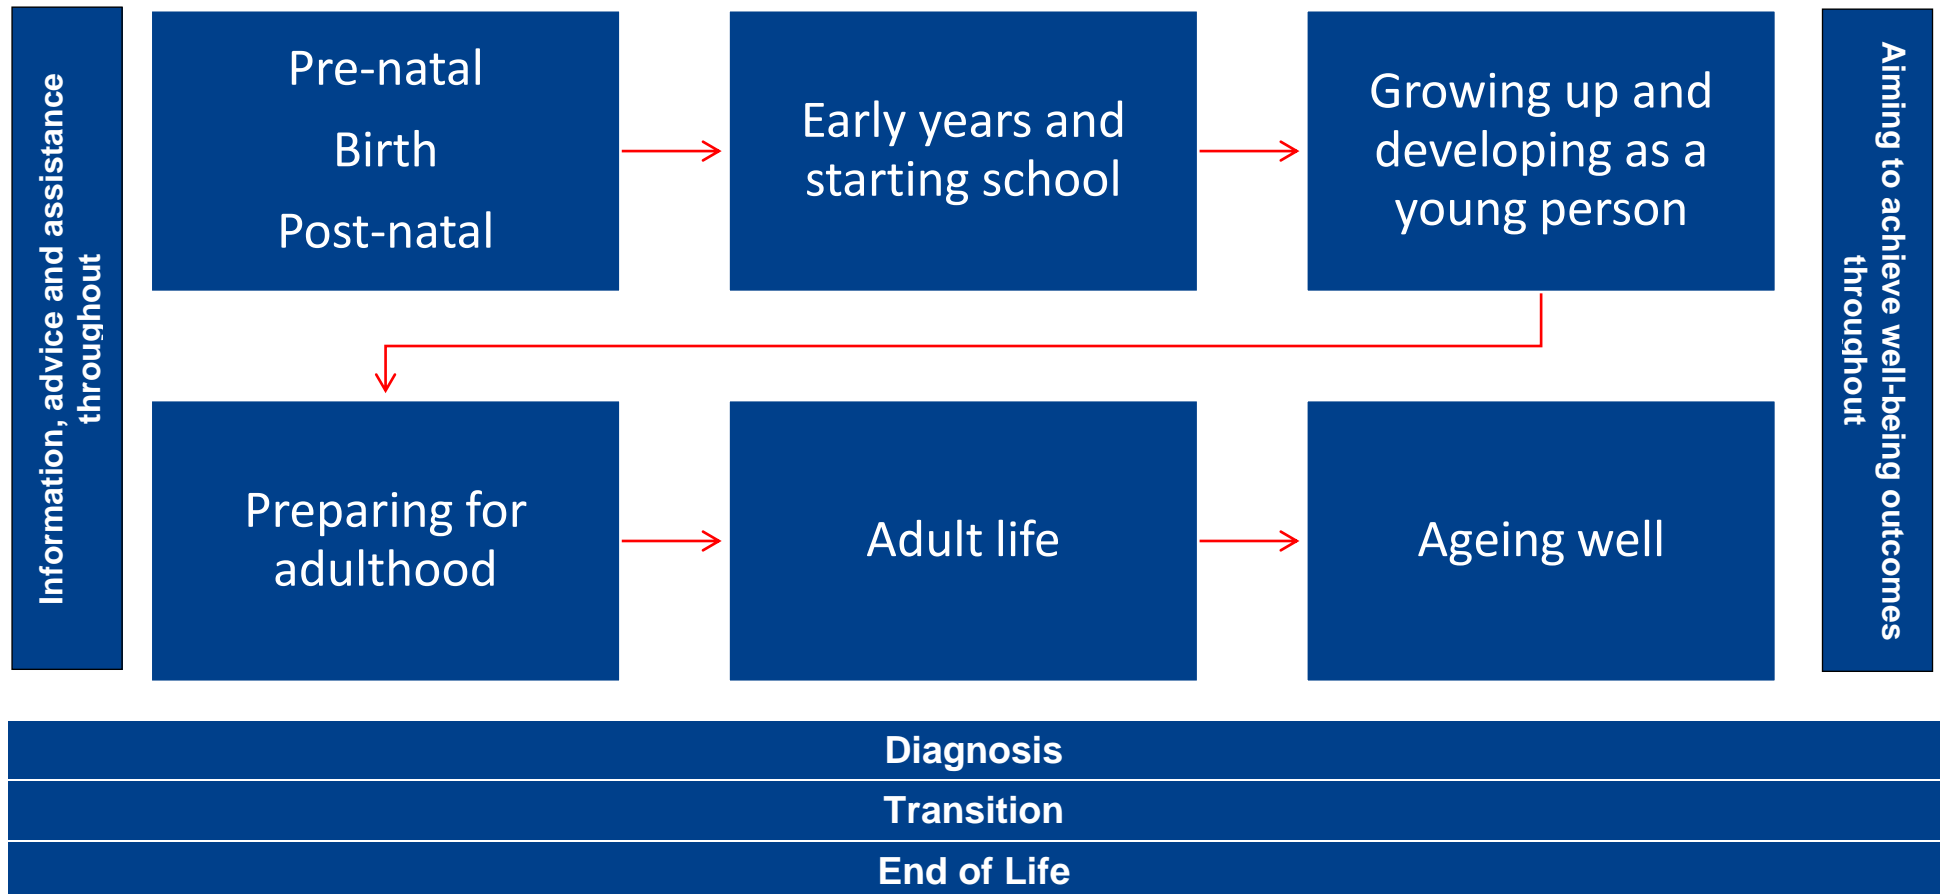 Information, advice and assistance
throughout
Pre-natal
Birth
Post-natal
Early years and
starting school
Growing up and
developing as a
young person
Preparing for
adulthood
Adult life
Ageing well
Aiming to achieve well-being outcomes
throughout
Diagnosis
Transition
End of Life